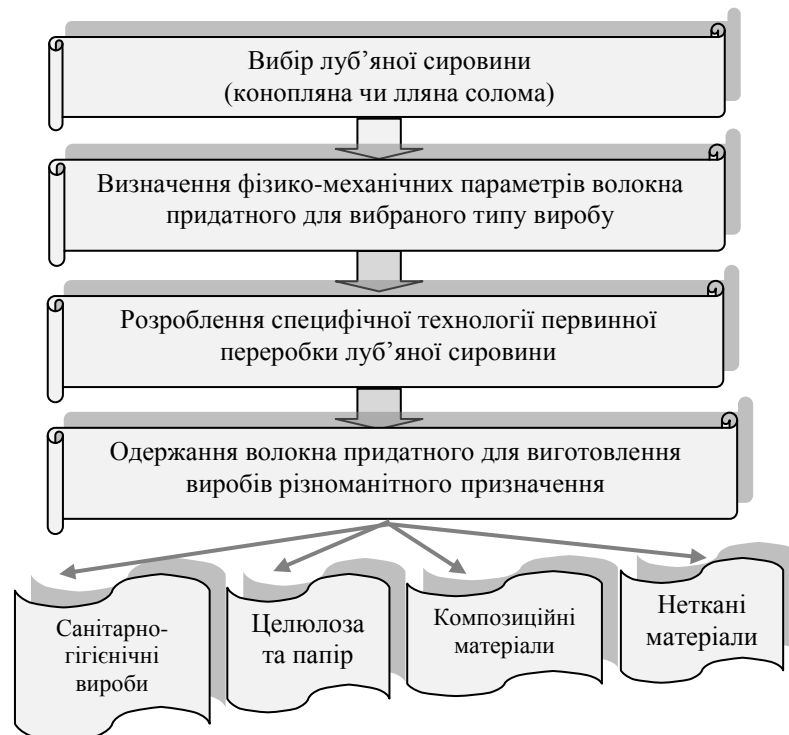 Вибір луб’яної сировини
(конопляна чи лляна солома)
Визначення фізико-механічних параметрів волокна
придатного для вибраного типу виробу
Розроблення специфічної технології первинної
переробки луб’яної сировини
Одержання волокна придатного для виготовлення
виробів різноманітного призначення
Санітарно-
гігієнічні
вироби
Целюлоза
та папір
Композиційні
матеріали
Неткані
матеріали